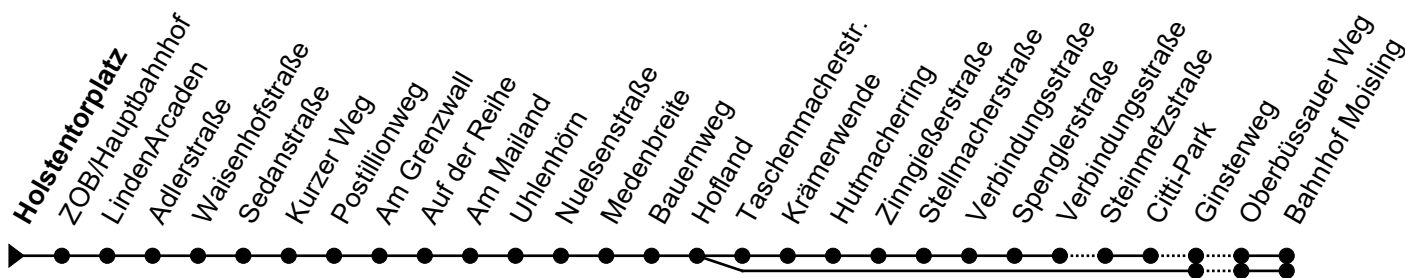 Holstentorplatz
ZOB/Hauptbahnhof
LindenArcaden
Adlerstraße
Waisenhofstraße
Sedanstraße
Kurzer Weg
Postillionweg
Am Grenzwall
Auf der Reihe
Am Mailand
Uhlenhörn
Nuelsenstraße
Medenbreite
Bauernweg
Hofland
Taschenmacherstr.
Krämerwende
Hutmacherring
Zinngießerstraße
Stellmacherstraße
Verbindungsstraße
Spenglerstraße
Verbindungsstraße
Steinmetzstraße
Citti-Park
Ginsterweg
Oberbüssauer Weg
Bahnhof Moisling